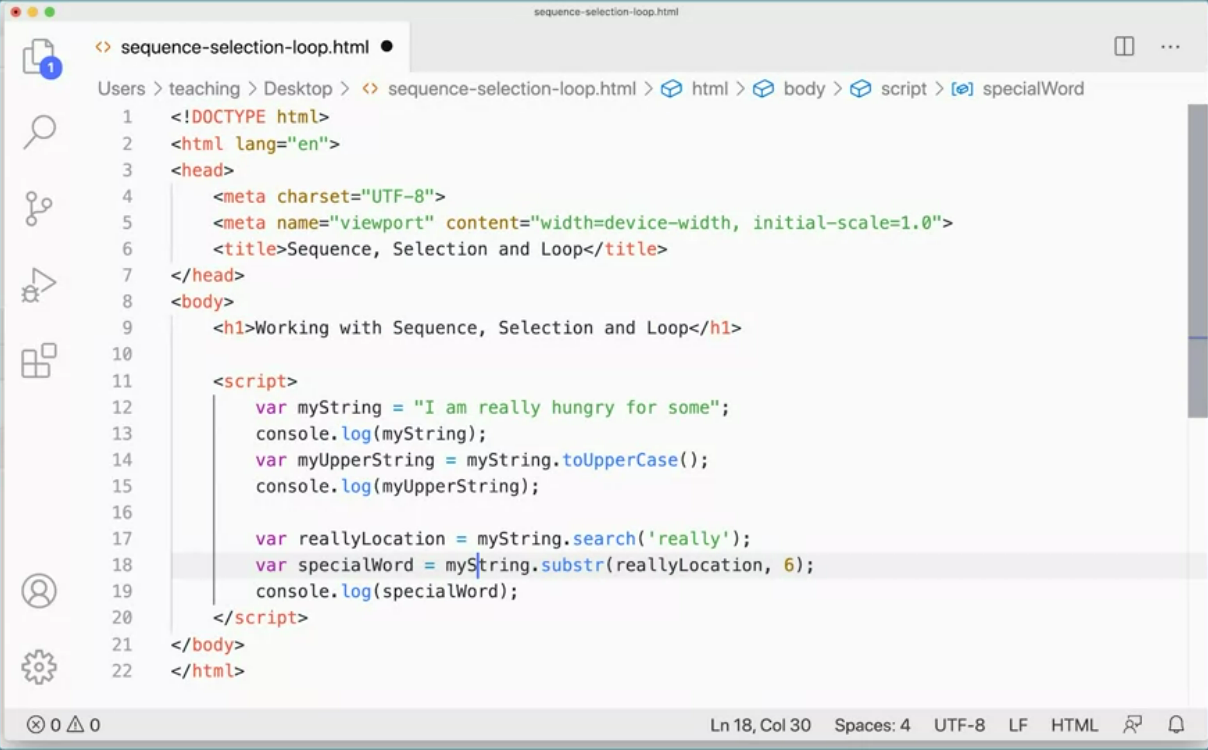 sequence-selection-loop.html
sequence-selection-loop.html
1
Users > teaching > Desktop > sequence-selection-loop.html > html > body > script > specialWord
1 <!DOCTYPE html>
2 <html lang="en">
3 <head>
4     <meta charset="UTF-8">
5     <meta name="viewport" content="width=device-width, initial-scale=1.0">
6     <title>Sequence, Selection and Loop</title>
7 </head>
8 <body>
9     <h1>Working with Sequence, Selection and Loop</h1>
10
11     <script>
12         var myString = "I am really hungry for some";
13         console.log(myString);
14         var myUpperString = myString.toUpperCase();
15         console.log(myUpperString);
16
17         var reallyLocation = myString.search('really');
18         var specialWord = myString.substr(reallyLocation, 6);
19         console.log(specialWord);
20     </script>
21 </body>
22 </html>
0 0 Ln 18, Col 30 Spaces: 4 UTF-8 LF HTML